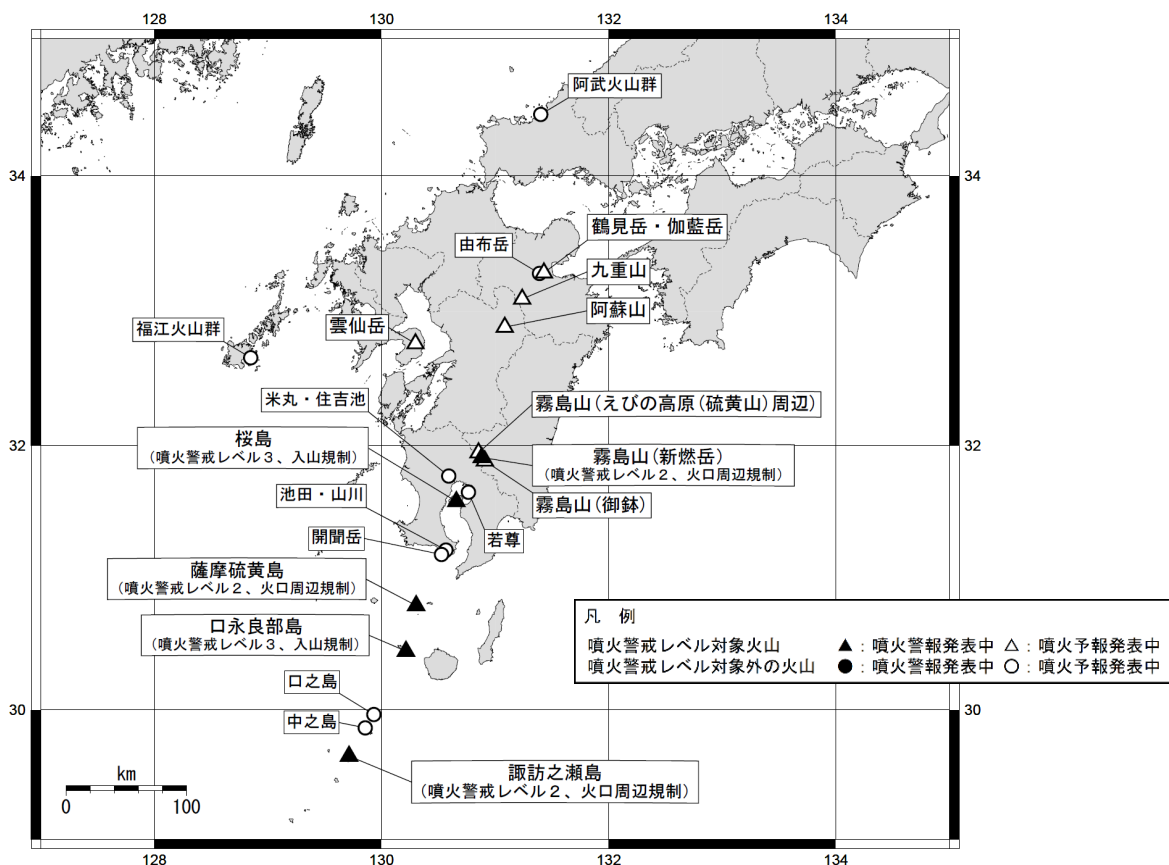 128
130
132
134
阿武火山群
34
34
鶴見岳・伽藍岳
由布岳
九重山
阿蘇山
雲仙岳
福江火山群
米丸・住吉池
霧島山(えびの高原(硫黄山)周辺)
32
32
桜島
(噴火警戒レベル3、入山規制)
霧島山(新燃岳)
(噴火警戒レベル2、火口周辺規制)
池田・山川
霧島山(御鉢)
開聞岳
若尊
薩摩硫黄島
(噴火警戒レベル2、火口周辺規制)
口永良部島
(噴火警戒レベル3、入山規制)
凡 例
噴火警戒レベル対象火山 ▲:噴火警報発表中 △:噴火予報発表中
噴火警戒レベル対象外の火山 ●:噴火警報発表中 ○:噴火予報発表中
口之島
30
30
中之島
諏訪之瀬島
(噴火警戒レベル2、火口周辺規制)
km
0 100
128
130
132
134